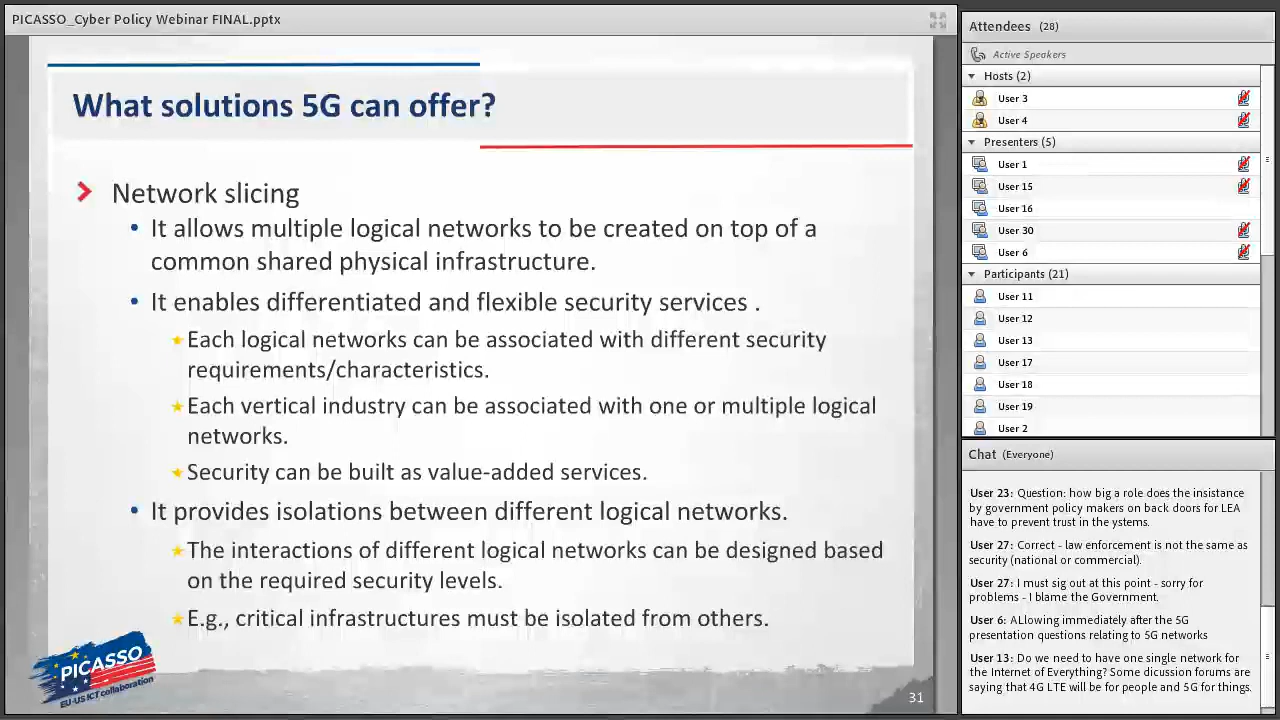 PICASSO_Cyber Policy Webinar FINAL.pptx
What solutions 5G can offer?
Network slicing
It allows multiple logical networks to be created on top of a
common shared physical infrastructure.
It enables differentiated and flexible security services .
Each logical networks can be associated with different security
requirements/characteristics.
Each vertical industry can be associated with one or multiple logical
networks.
Security can be built as value-added services.
It provides isolations between different logical networks.
The interactions of different logical networks can be designed based
on the required security levels.
E.g., critical infrastructures must be isolated from others.
PICASSO
EU-US ICT collaboration
31
Attendees (28)
Active Speakers
Hosts (2)
User 3
User 4
Presenters (5)
User 1
User 15
User 16
User 30
User 6
Participants (21)
User 11
User 12
User 13
User 17
User 18
User 19
User 2
Chat (Everyone)
User 23: Question: how big a role does the insistance
by government policy makers on back doors for LEA
have to prevent trust in the ystems.
User 27: Correct - law enforcement is not the same as
security (national or commercial).
User 27: I must sig out at this point - sorry for
problems - I blame the Government.
User 6: ALlowing immediately after the 5G
presentation questions relating to 5G networks
User 13: Do we need to have one single network for
the Internet of Everything? Some dicussion forums are
saying that 4G LTE will be for people and 5G for things.